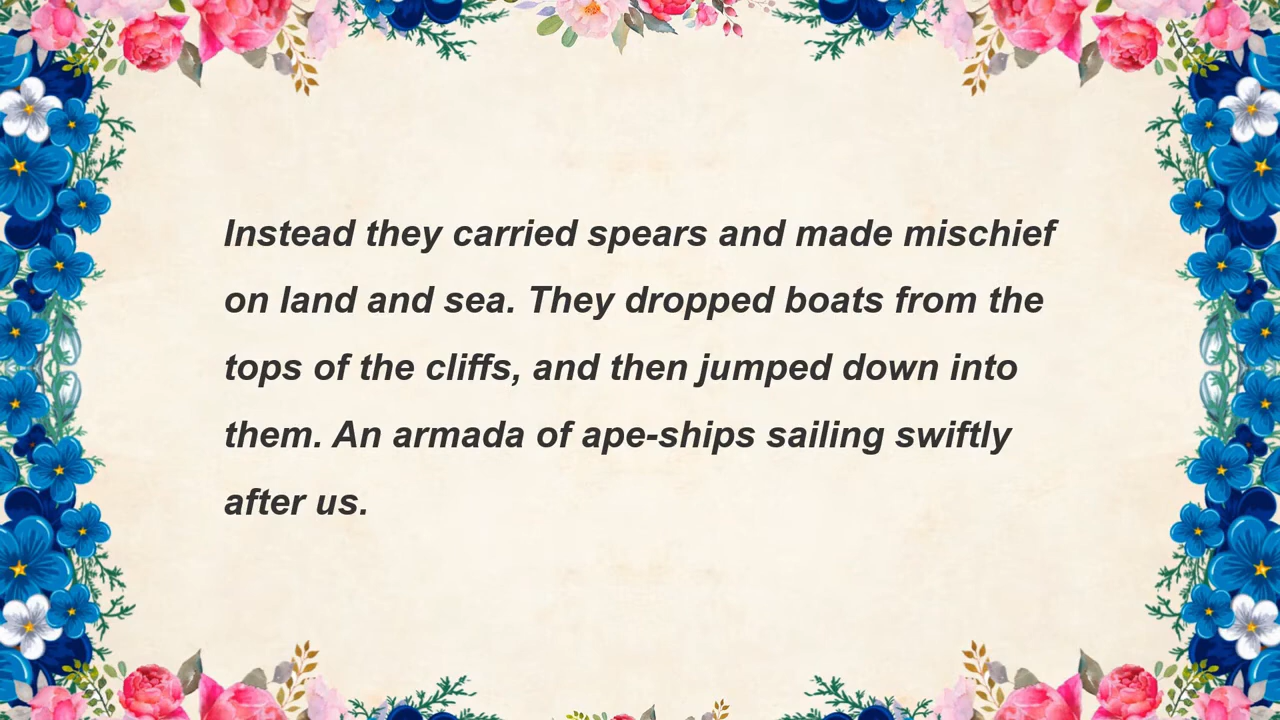 Instead they carried spears and made mischief
on land and sea. They dropped boats from the
tops of the cliffs, and then jumped down into
them. An armada of ape-ships sailing swiftly
after us.